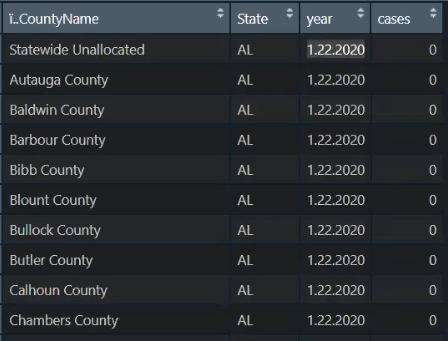 ï..CountyName State year cases
Statewide Unallocated AL 1.22.2020 0
Autauga County AL 1.22.2020 0
Baldwin County AL 1.22.2020 0
Barbour County AL 1.22.2020 0
Bibb County AL 1.22.2020 0
Blount County AL 1.22.2020 0
Bullock County AL 1.22.2020 0
Butler County AL 1.22.2020 0
Calhoun County AL 1.22.2020 0
Chambers County AL 1.22.2020 0